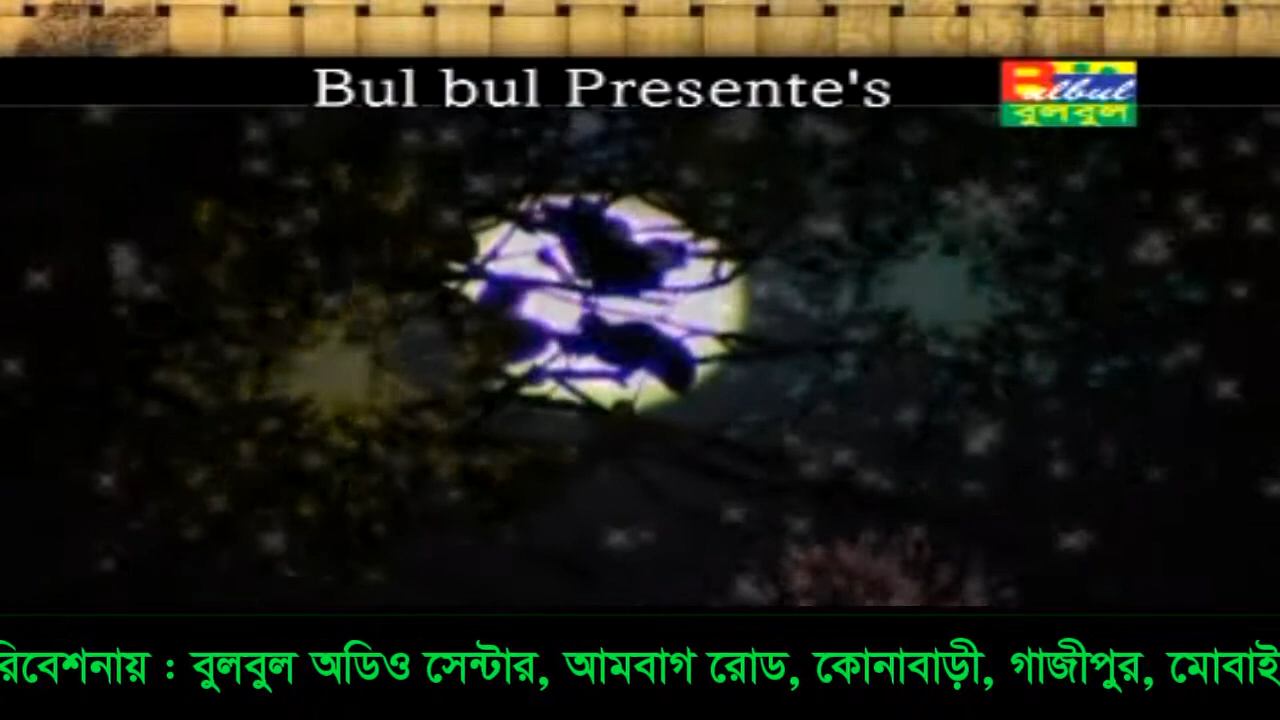 Bul bul Presente's
Bulbul
বুলবুল
রিবেশনায় : বুলবুল অডিও সেন্টার, আমবাগ রোড, কোনাবাড়ী, গাজীপুর, মোবাই